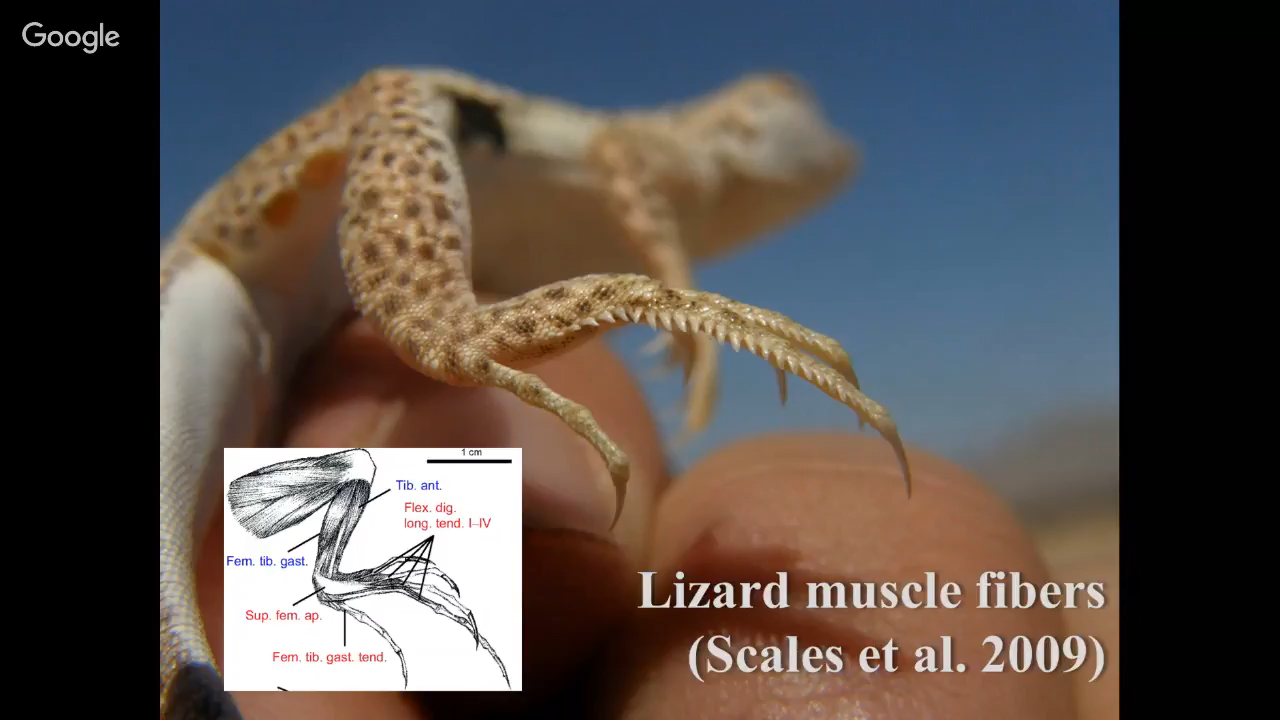 Google
1 cm
Tib. ant.
Flex. dig.
long. tend. I–IV
Fem. tib. gast.
Sup. fem. ap.
Fem. tib. gast. tend.
Lizard muscle fibers
(Scales et al. 2009)